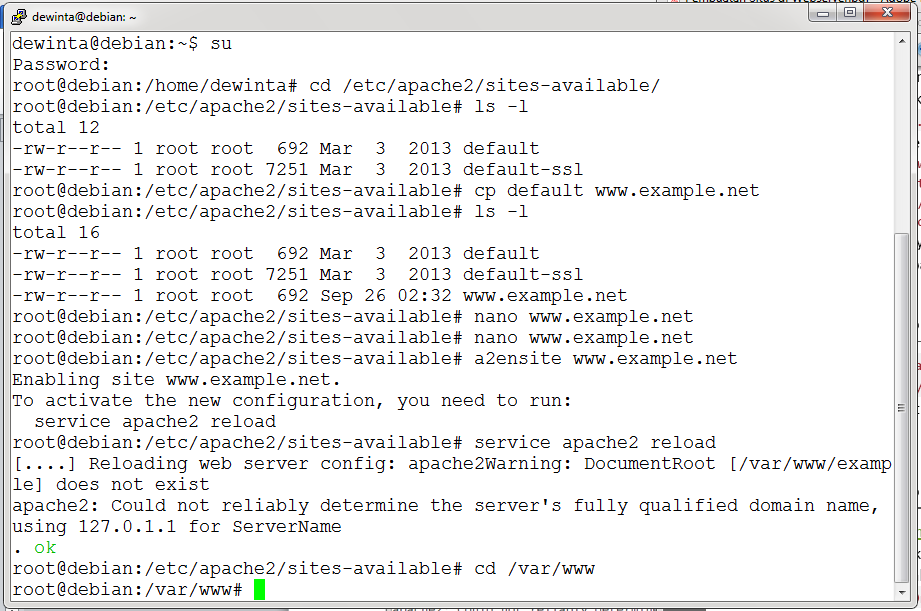 dewinta@debian: ~
dewinta@debian:~$ su
Password:
root@debian:/home/dewinta# cd /etc/apache2/sites-available/
root@debian:/etc/apache2/sites-available# ls -l
total 12
-rw-r--r-- 1 root root  692 Mar  3  2013 default
-rw-r--r-- 1 root root 7251 Mar  3  2013 default-ssl
root@debian:/etc/apache2/sites-available# cp default www.example.net
root@debian:/etc/apache2/sites-available# ls -l
total 16
-rw-r--r-- 1 root root  692 Mar  3  2013 default
-rw-r--r-- 1 root root 7251 Mar  3  2013 default-ssl
-rw-r--r-- 1 root root  692 Sep 26 02:32 www.example.net
root@debian:/etc/apache2/sites-available# nano www.example.net
root@debian:/etc/apache2/sites-available# nano www.example.net
root@debian:/etc/apache2/sites-available# a2ensite www.example.net
Enabling site www.example.net.
To activate the new configuration, you need to run:
  service apache2 reload
root@debian:/etc/apache2/sites-available# service apache2 reload
[....] Reloading web server config: apache2Warning: DocumentRoot [/var/www/examp
le] does not exist
apache2: Could not reliably determine the server's fully qualified domain name,
using 127.0.1.1 for ServerName
. ok
root@debian:/etc/apache2/sites-available# cd /var/www
root@debian:/var/www#